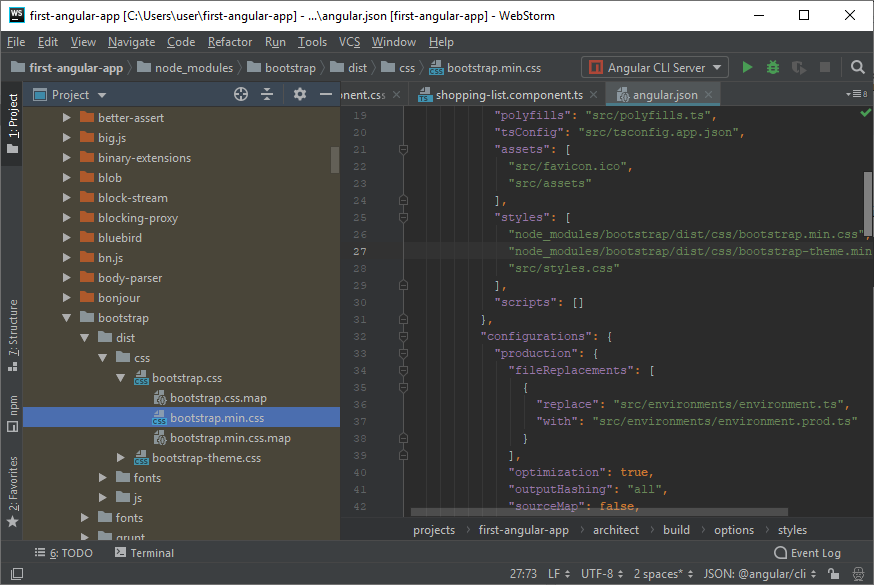 WS first-angular-app [C:\Users\user\first-angular-app] - ...\angular.json [first-angular-app] - WebStorm
File Edit View Navigate Code Refactor Run Tools VCS Window Help
first-angular-app node_modules bootstrap dist css bootstrap.min.css Angular CLI Server
1: Project
7: Structure
npm
2: Favorites
Project
better-assert
big.js
binary-extensions
blob
block-stream
blocking-proxy
bluebird
bn.js
body-parser
bonjour
bootstrap
dist
css
bootstrap.css
bootstrap.css.map
bootstrap.min.css
bootstrap.min.css.map
bootstrap-theme.css
fonts
js
fonts
grunt
onent.css shopping-list.component.ts angular.json 8
19 "polyfills": "src/polyfills.ts",
20 "tsConfig": "src/tsconfig.app.json",
21 "assets": [
22 "src/favicon.ico",
23 "src/assets"
24 ],
25 "styles": [
26 "node_modules/bootstrap/dist/css/bootstrap.min.css",
27 "node_modules/bootstrap/dist/css/bootstrap-theme.min
28 "src/styles.css"
29 ],
30 "scripts": []
31 },
32 "configurations": {
33 "production": {
34 "fileReplacements": [
35 {
36 "replace": "src/environments/environment.ts",
37 "with": "src/environments/environment.prod.ts"
38 }
39 ],
40 "optimization": true,
41 "outputHashing": "all",
42 "sourceMap": false,
projects first-angular-app architect build options styles
6: TODO Terminal Event Log
27:73 LF UTF-8 2 spaces* JSON: @angular/cli